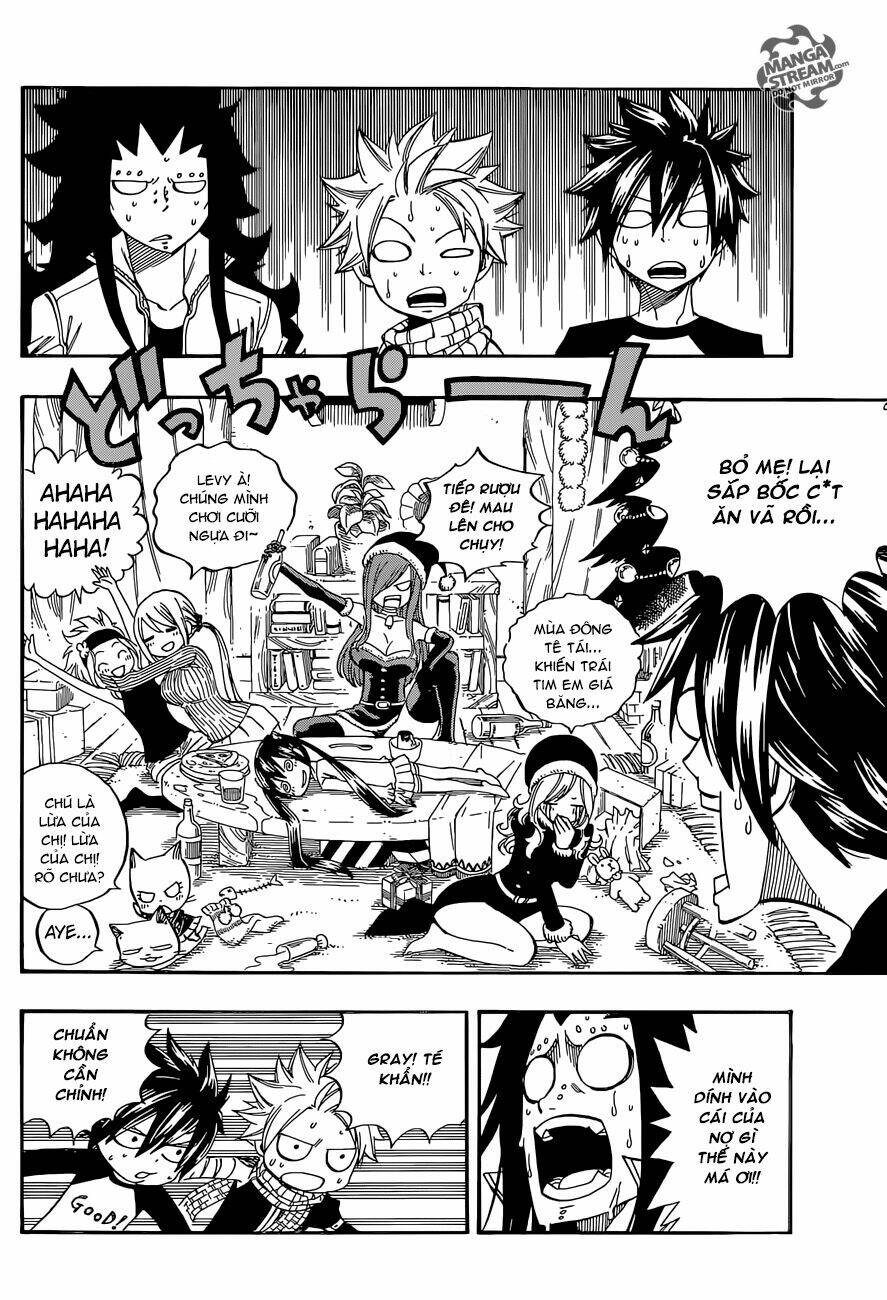 MANGA
STREAM.com
DO NOT MIRROR
どっちゃらーん
BỎ MẸ! LẠI
SẮP BỐC C*T
ĂN VÃ RỒI...
TIẾP RƯỢU
ĐÊ! MAU
LÊN CHO
CHỤY!
LEVY À!
CHÚNG MÌNH
CHƠI CƯỠI
NGỰA ĐI~
AHAHA
HAHAHA
HAHA!
MÙA ĐÔNG
TÊ TÁI...
KHIẾN TRÁI
TIM EM GIÁ
BĂNG...
CHÚ LÀ
LỪA CỦA
CHỊ! LỪA
CỦA CHỊ!
RÕ CHƯA?
AYE...
MÌNH
DÍNH VÀO
CÁI CỦA
NỢ GÌ
THẾ NÀY
MÁ ƠI!!
GRAY! TÉ
KHẨN!!
CHUẨN
KHÔNG
CẦN
CHỈNH!
GOOD!